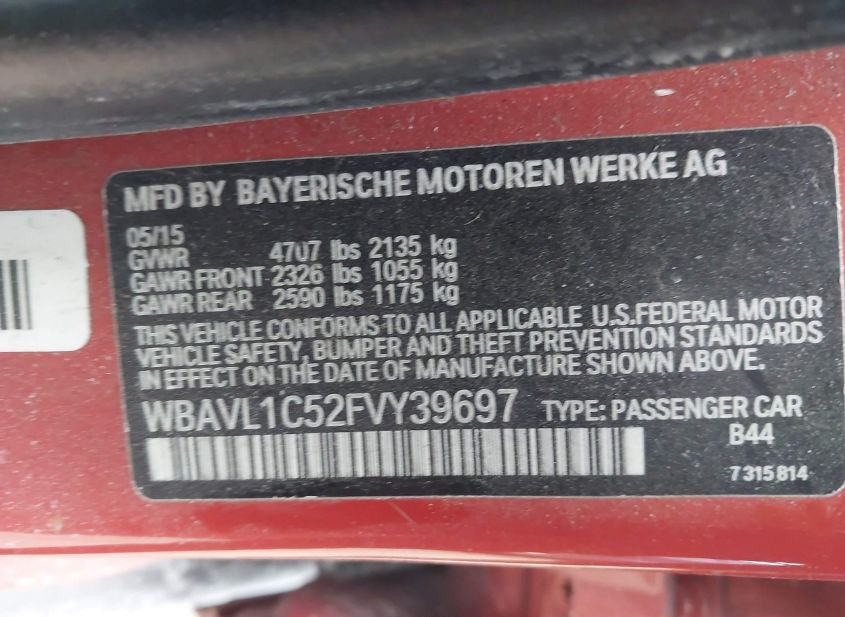 MFD BY BAYERISCHE MOTOREN WERKE AG
05/15
GVWR 4707 lbs 2135 kg
GAWR FRONT 2326 lbs 1055 kg
GAWR REAR 2590 lbs 1175 kg
THIS VEHICLE CONFORMS TO ALL APPLICABLE U.S.FEDERAL MOTOR
VEHICLE SAFETY, BUMPER AND THEFT PREVENTION STANDARDS
IN EFFECT ON THE DATE OF MANUFACTURE SHOWN ABOVE.
WBAVL1C52FVY39697 TYPE: PASSENGER CAR
B44
7315814